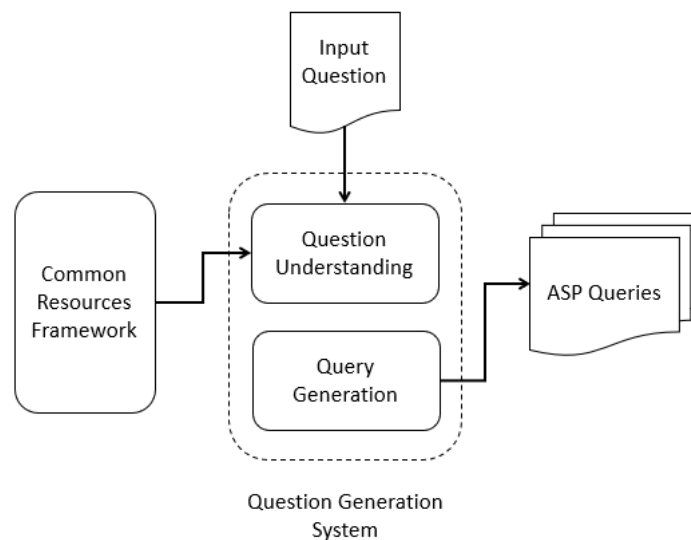 Input
Question
Question
Understanding
Common
Resources
Framework
ASP Queries
Query
Generation
Question Generation
System